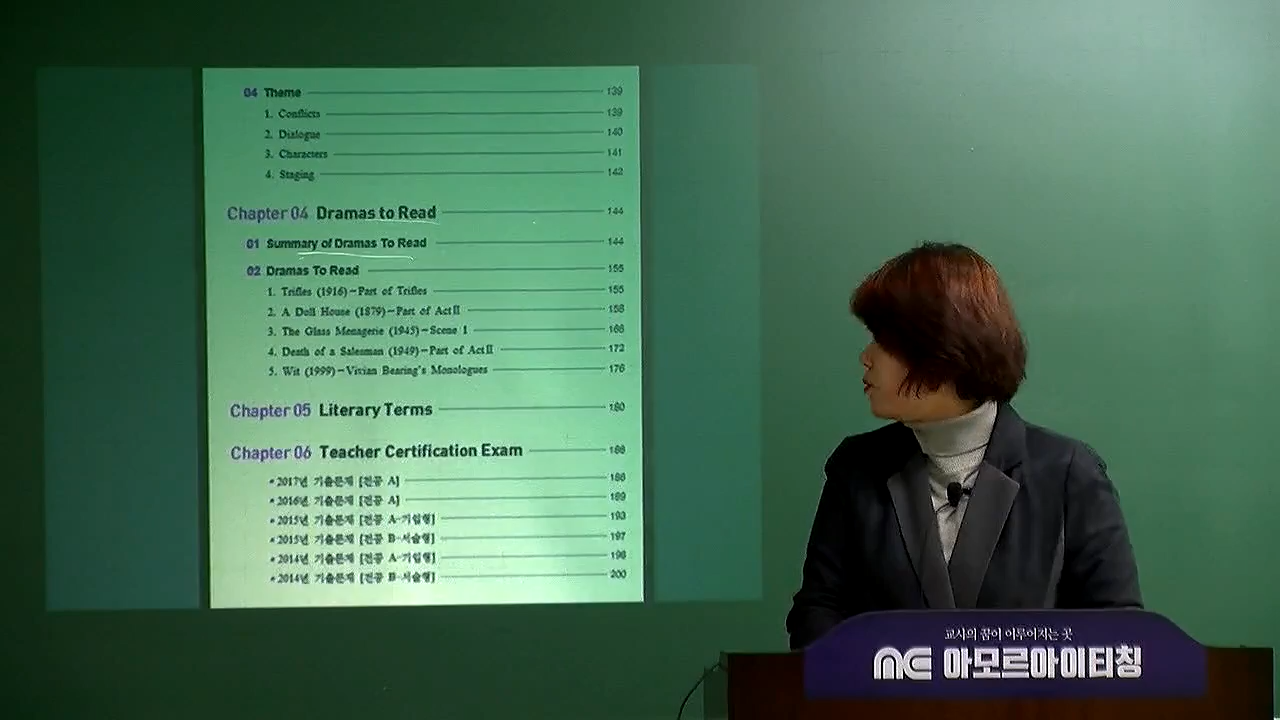 04 Theme 139
1. Conflicts 139
2. Dialogue 140
3. Characters 141
4. Staging 142
Chapter 04 Dramas to Read 144
01 Summary of Dramas To Read 144
02 Dramas To Read 155
1. Trifles (1916)-Part of Trifles 155
2. A Doll House (1879)-Part of Act II 158
3. The Glass Menagerie (1945)-Scene 1 166
4. Death of a Salesman (1949)-Part of Act II 172
5. Wit (1999)-Vivian Bearing's Monologues 176
Chapter 05 Literary Terms 180
Chapter 06 Teacher Certification Exam 186
• 2017년 기출문제 [전공 A] 186
• 2016년 기출문제 [전공 A] 189
• 2015년 기출문제 [전공 A-기입형] 193
• 2015년 기출문제 [전공 B-서술형] 197
• 2014년 기출문제 [전공 A-기입형] 198
• 2014년 기출문제 [전공 B-서술형] 200
교사의 꿈이 이루어지는 곳
아모르아이티칭